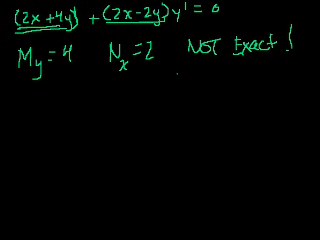 (2x + 4y) + (2x - 2y) y' = 0
My = 4 Nx = 2 NOT Exact!